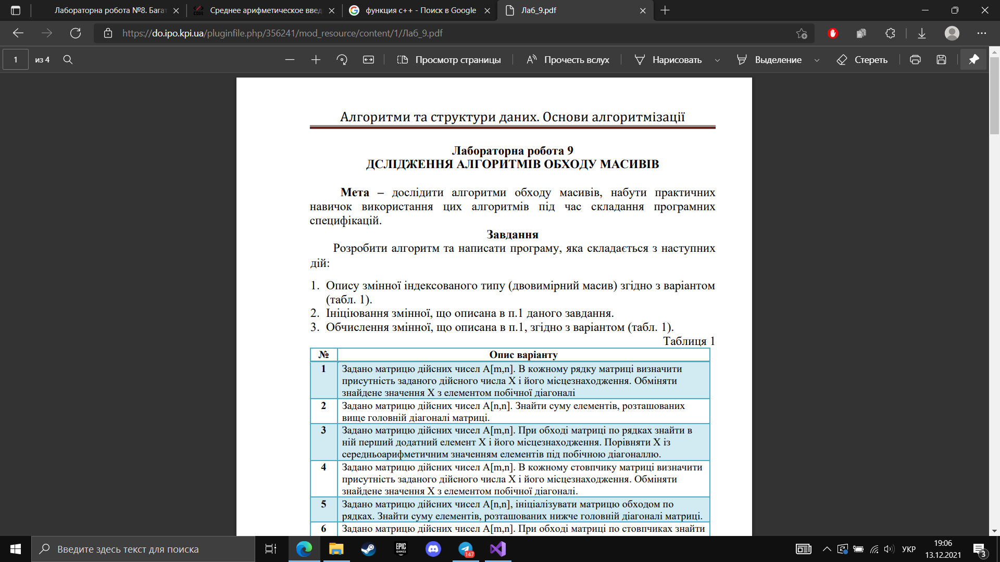 Лабораторна робота №8. Багат
Среднее арифметическое введ
функция с++ - Поиск в Google
Лаб_9.pdf
https://do.ipo.kpi.ua/pluginfile.php/356241/mod_resource/content/1/Лаб_9.pdf
1 из 4
Просмотр страницы
Прочесть вслух
Нарисовать
Выделение
Стереть
Алгоритми та структури даних. Основи алгоритмізації
Лабораторна робота 9
ДСЛІДЖЕННЯ АЛГОРИТМІВ ОБХОДУ МАСИВІВ
Мета – дослідити алгоритми обходу масивів, набути практичних
навичок використання цих алгоритмів під час складання програмних
специфікацій.
Завдання
Розробити алгоритм та написати програму, яка складається з наступних
дій:
1. Опису змінної індексованого типу (двовимірний масив) згідно з варіантом
(табл. 1).
2. Ініціювання змінної, що описана в п.1 даного завдання.
3. Обчислення змінної, що описана в п.1, згідно з варіантом (табл. 1).
Таблиця 1
№ Опис варіанту
1 Задано матрицю дійсних чисел A[m,n]. В кожному рядку матриці визначити
присутність заданого дійсного числа X і його місцезнаходження. Обміняти
знайдене значення X з елементом побічної діагоналі
2 Задано матрицю дійсних чисел A[n,n]. Знайти суму елементів, розташованих
вище головній діагоналі матриці.
3 Задано матрицю дійсних чисел A[m,n]. При обході матриці по рядках знайти в
ній перший додатний елемент X і його місцезнаходження. Порівняти X із
середньоарифметичним значенням елементів під побічною діагоналлю.
4 Задано матрицю дійсних чисел A[m,n]. В кожному стовпчику матриці визначити
присутність заданого дійсного числа X і його місцезнаходження. Обміняти
знайдене значення X з елементом побічної діагоналі.
5 Задано матрицю дійсних чисел A[n,n], ініціалізувати матрицю обходом по
рядках. Знайти суму елементів, розташованих нижче головній діагоналі матриці.
6 Задано матрицю дійсних чисел A[m,n]. При обході матриці по стовпчиках знайти
Введите здесь текст для поиска
EPIC
GAMES
147
УКР
19:06
13.12.2021
3